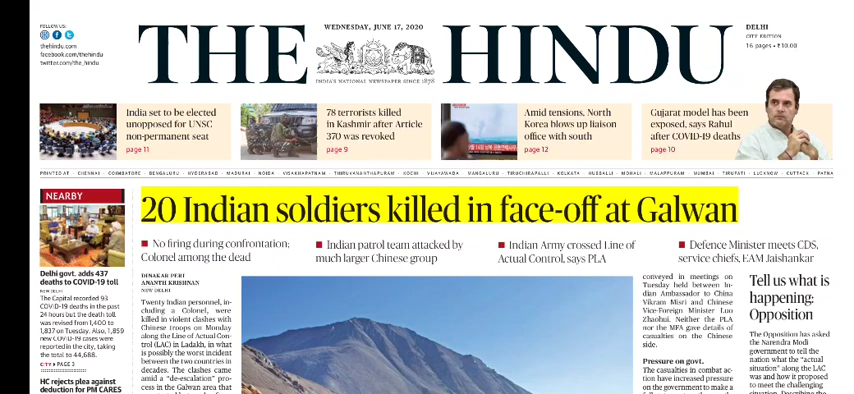 FOLLOW US:
thehindu.com
facebook.com/thehindu
twitter.com/the_hindu
WEDNESDAY, JUNE 17, 2020
THE HINDU
INDIA'S NATIONAL NEWSPAPER SINCE 1878
DELHI
CITY EDITION
16 pages • ₹10.00
India set to be elected
unopposed for UNSC
non-permanent seat
page 11
78 terrorists killed
in Kashmir after Article
370 was revoked
page 9
Amid tensions, North
Korea blows up liaison
office with south
page 12
Gujarat model has been
exposed, says Rahul
after COVID-19 deaths
page 10
PRINTED AT CHENNAI · COIMBATORE · BENGALURU · HYDERABAD · MADURAI · NOIDA · VISAKHAPATNAM · THIRUVANANTHAPURAM · KOCHI · VIJAYAWADA · MANGALURU · TIRUCHIRAPALLI · KOLKATA · HUBBALLI · MOHALI · MALAPPURAM · MUMBAI · TIRUPATI · LUCKNOW · CUTTACK · PATNA
NEARBY
Delhi govt. adds 437
deaths to COVID-19 toll
NEW DELHI
The Capital recorded 93
COVID-19 deaths in the past
24 hours but the death toll
was revised from 1,400 to
1,837 on Tuesday. Also, 1,859
new COVID-19 cases were
reported in the city, taking
the total to 44,688.
CITY ▸ PAGE 3
HC rejects plea against
deduction for PM CARES
20 Indian soldiers killed in face-off at Galwan
■ No firing during confrontation;
Colonel among the dead
■ Indian patrol team attacked by
much larger Chinese group
■ Indian Army crossed Line of
Actual Control, says PLA
■ Defence Minister meets CDS,
service chiefs, EAM Jaishankar
DINAKAR PERI
ANANTH KRISHNAN
NEW DELHI
Twenty Indian personnel, in-
cluding a Colonel, were
killed in violent clashes with
Chinese troops on Monday
along the Line of Actual Con-
trol (LAC) in Ladakh, in what
is possibly the worst incident
between the two countries in
decades. The clashes came
amid a "de-escalation" pro-
cess in the Galwan area that
conveyed in meetings on
Tuesday held between In-
dian Ambassador to China
Vikram Misri and Chinese
Vice-Foreign Minister Luo
Zhaohui. Neither the PLA
nor the MFA gave details of
casualties on the Chinese
side.
Pressure on govt.
The casualties in combat ac-
tion have increased pressure
on the government to make a
Tell us what is
happening:
Opposition
The Opposition has asked
the Narendra Modi
government to tell the
nation what the "actual
situation" along the LAC
was and how it proposed
to meet the challenging